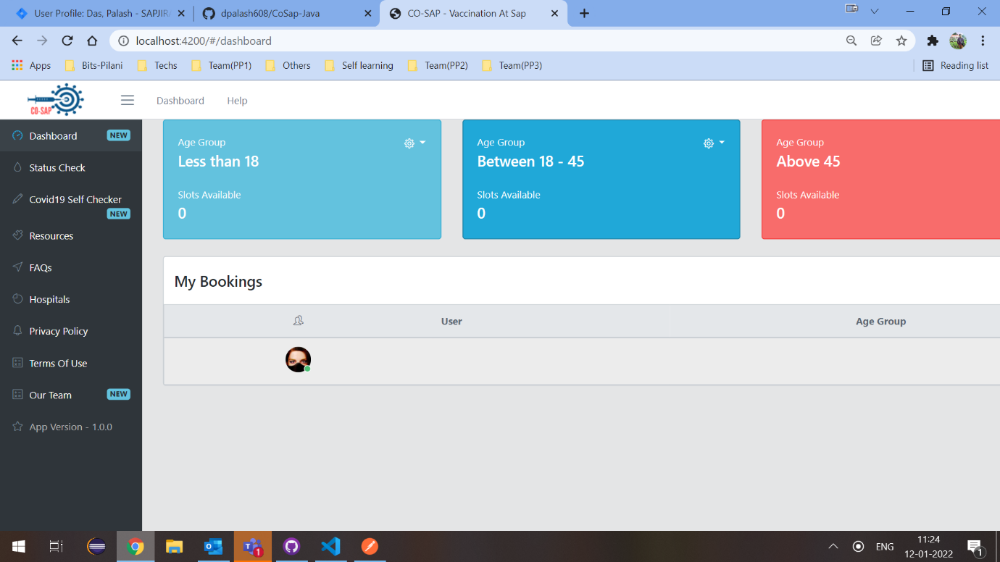 User Profile: Das, Palash - SAPJIRA
dpalash608/CoSap-Java
CO-SAP - Vaccination At Sap
localhost:4200/#/dashboard
Apps Bits-Pilani Techs Team(PP1) Others Self learning Team(PP2) Team(PP3) Reading list
CO-SAP Dashboard Help
Dashboard NEW
Status Check
Covid19 Self Checker
NEW
Resources
FAQs
Hospitals
Privacy Policy
Terms Of Use
Our Team NEW
App Version - 1.0.0
Age Group
Less than 18
Slots Available
0
Age Group
Between 18 - 45
Slots Available
0
Age Group
Above 45
Slots Available
0
My Bookings
User Age Group
1
ENG
11:24
12-01-2022
1